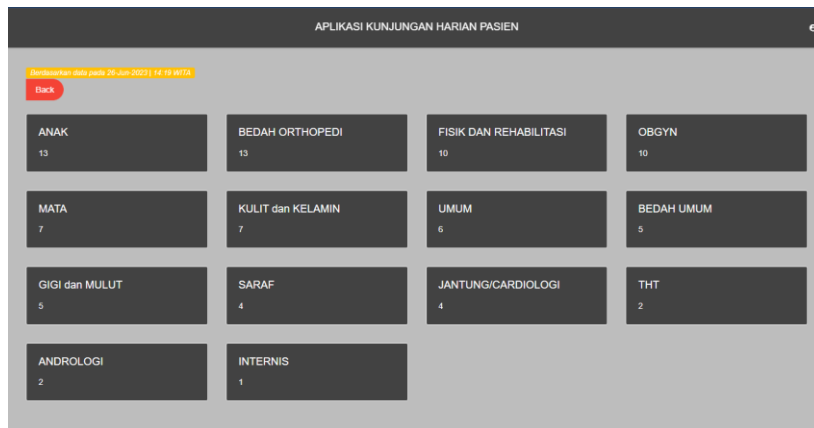 APLIKASI KUNJUNGAN HARIAN PASIEN
Berdasarkan data pada 26-Jun-2023 | 14:19 WITA
Back
ANAK
13
BEDAH ORTHOPEDI
13
FISIK DAN REHABILITASI
10
OBGYN
10
MATA
7
KULIT dan KELAMIN
7
UMUM
6
BEDAH UMUM
5
GIGI dan MULUT
5
SARAF
4
JANTUNG/CARDIOLOGI
4
THT
2
ANDROLOGI
2
INTERNIS
1